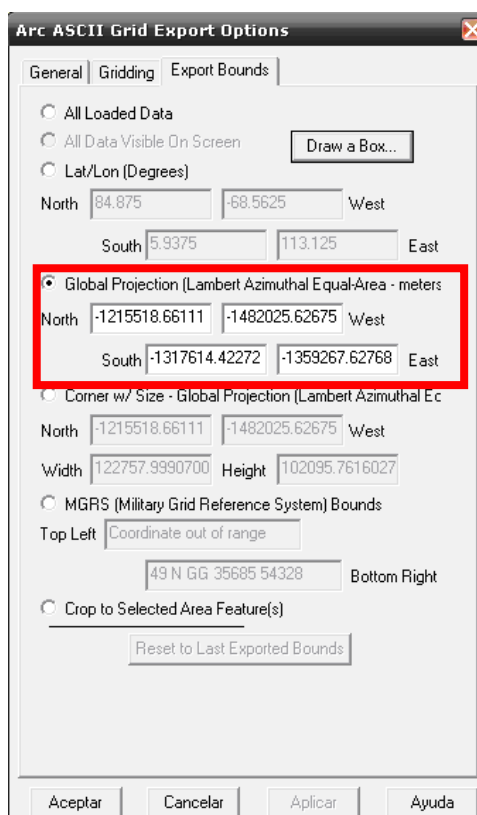 Arc ASCII Grid Export Options
General Gridding Export Bounds
All Loaded Data
All Data Visible On Screen Draw a Box...
Lat/Lon (Degrees)
North 84.875 -68.5625 West
South 5.9375 113.125 East
Global Projection (Lambert Azimuthal Equal-Area - meters
North -1215518.66111 -1482025.62675 West
South -1317614.42272 -1359267.62768 East
Corner w/ Size - Global Projection (Lambert Azimuthal Ec
North -1215518.66111 -1482025.62675 West
Width 122757.9990700 Height 102095.7616027
MGRS (Military Grid Reference System) Bounds
Top Left Coordinate out of range
49 N GG 35685 54328 Bottom Right
Crop to Selected Area Feature(s)
Reset to Last Exported Bounds
Aceptar Cancelar Aplicar Ayuda